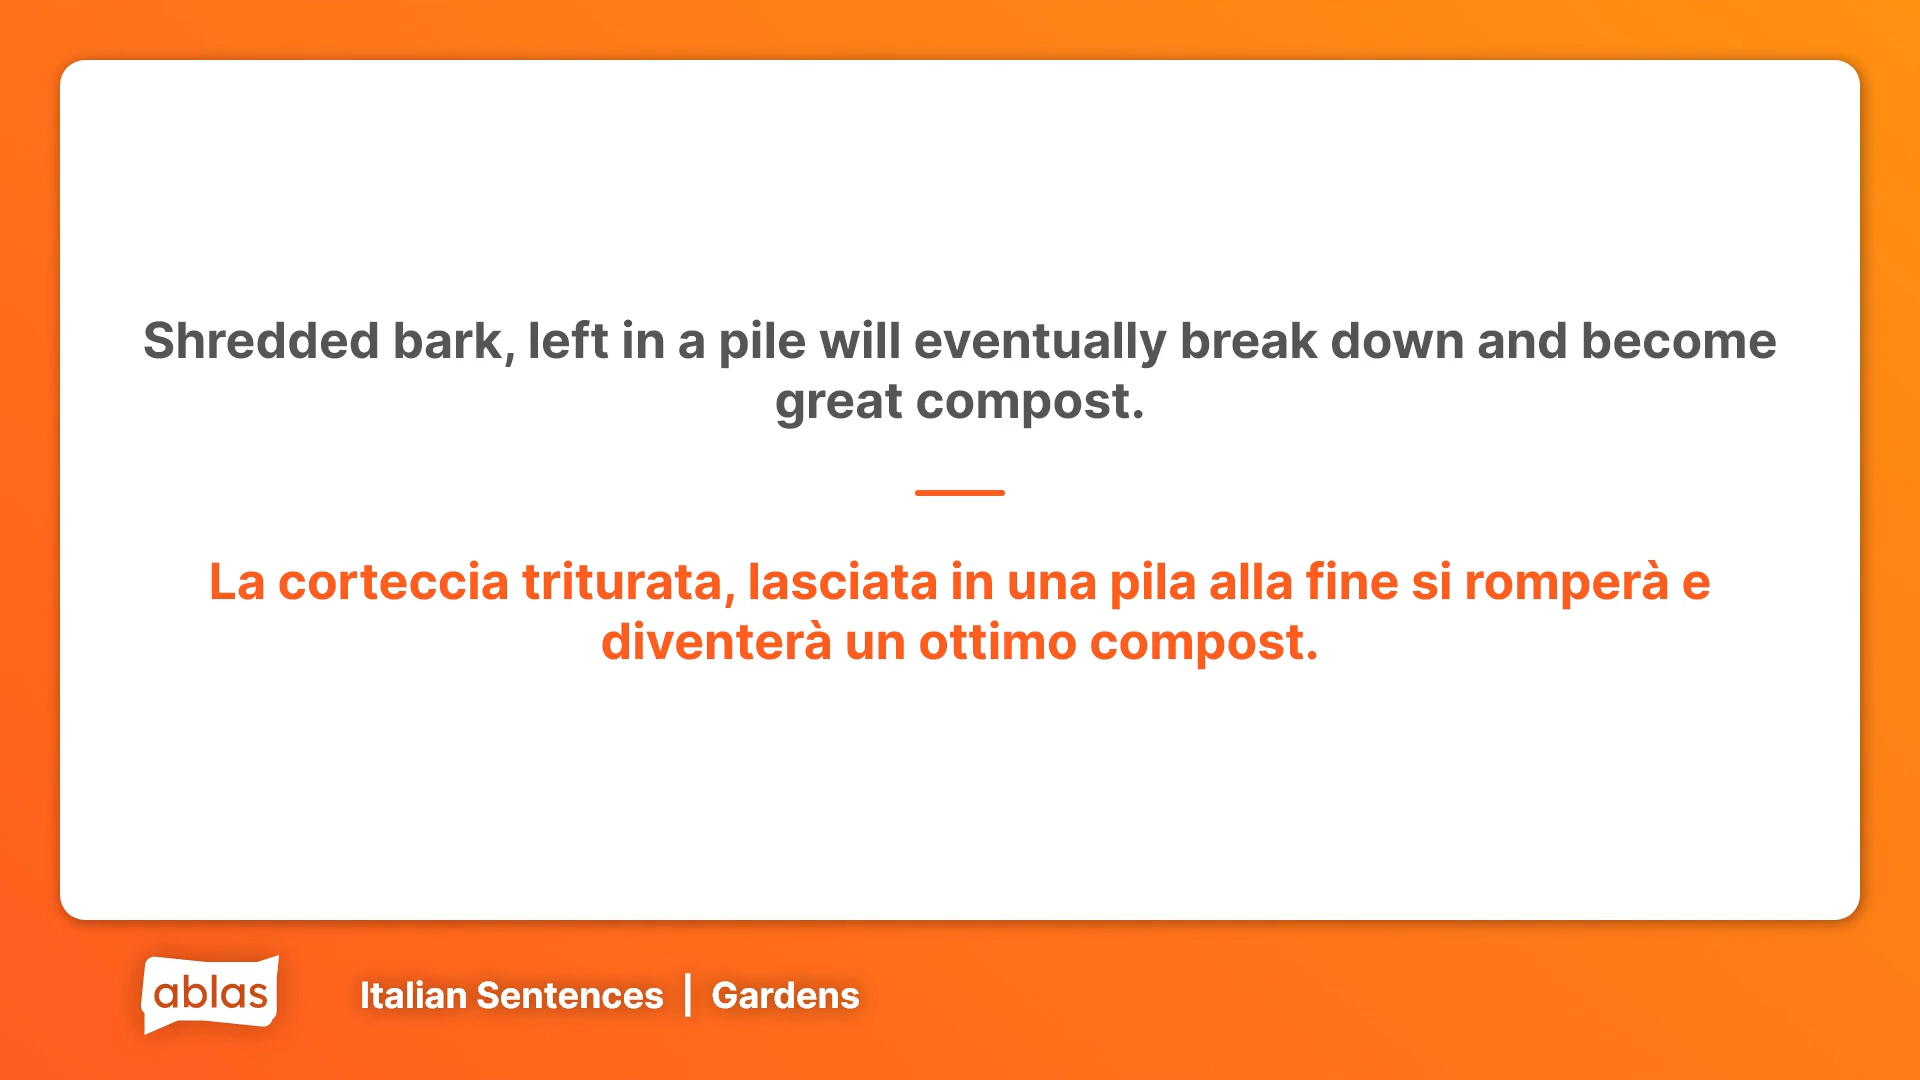 Shredded bark, left in a pile will eventually break down and become
great compost.
La corteccia triturata, lasciata in una pila alla fine si romperà e
diventerà un ottimo compost.
ablas
Italian Sentences | Gardens